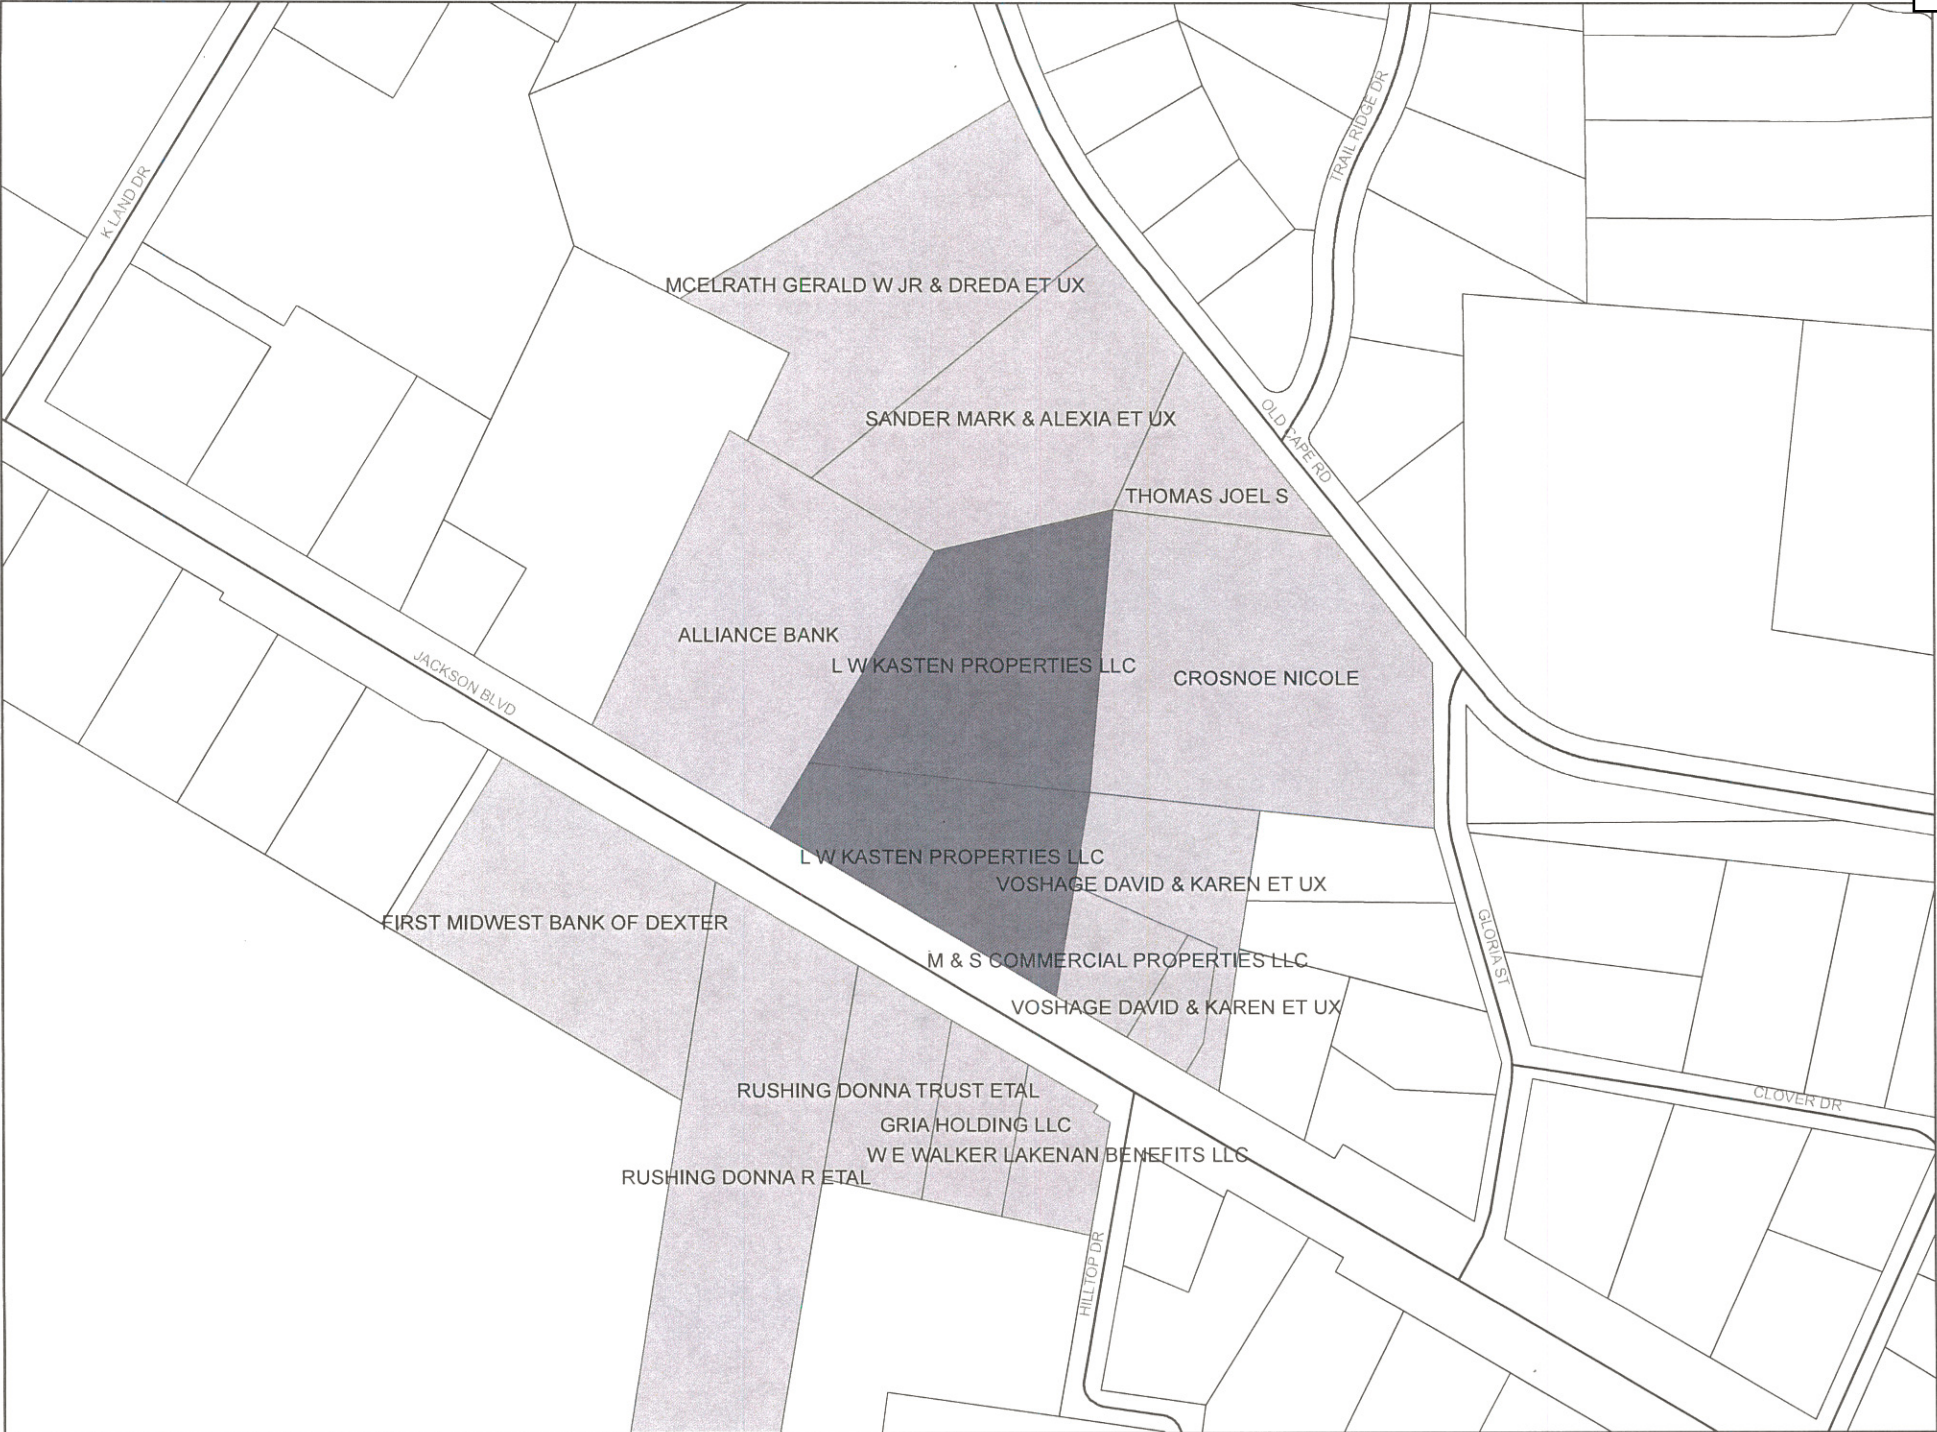 TRAIL RIDGE DR
K LAND DR
MCELRATH GERALD W JR & DREDA ET UX
SANDER MARK & ALEXIA ET UX
OLD CAPE RD
THOMAS JOEL S
ALLIANCE BANK
L W KASTEN PROPERTIES LLC
CROSNOE NICOLE
JACKSON BLVD
L W KASTEN PROPERTIES LLC
VOSHAGE DAVID & KAREN ET UX
FIRST MIDWEST BANK OF DEXTER
GLORIA ST
M & S COMMERCIAL PROPERTIES LLC
VOSHAGE DAVID & KAREN ET UX
RUSHING DONNA TRUST ETAL
CLOVER DR
GRIA HOLDING LLC
W E WALKER LAKENAN BENEFITS LLC
RUSHING DONNA R ETAL
HILLTOP DR